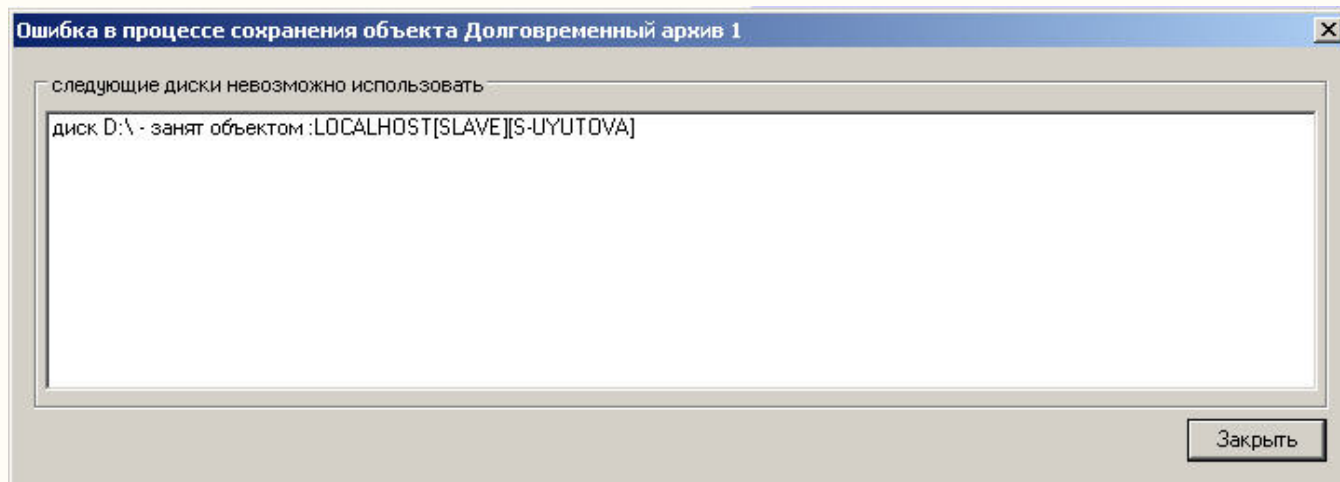 Ошибка в процессе сохранения объекта Долговременный архив 1
следующие диски невозможно использовать
диск D:\ - занят объектом :LOCALHOST[SLAVE][S-UYUTOVA]
Закрыть